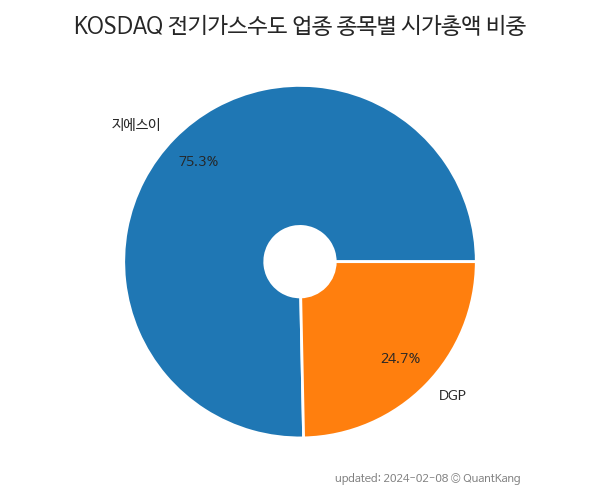 KOSDAQ 전기가스수도 업종 종목별 시가총액 비중
지에스이
75.3%
24.7%
DGP
updated: 2024-02-08 © QuantKang